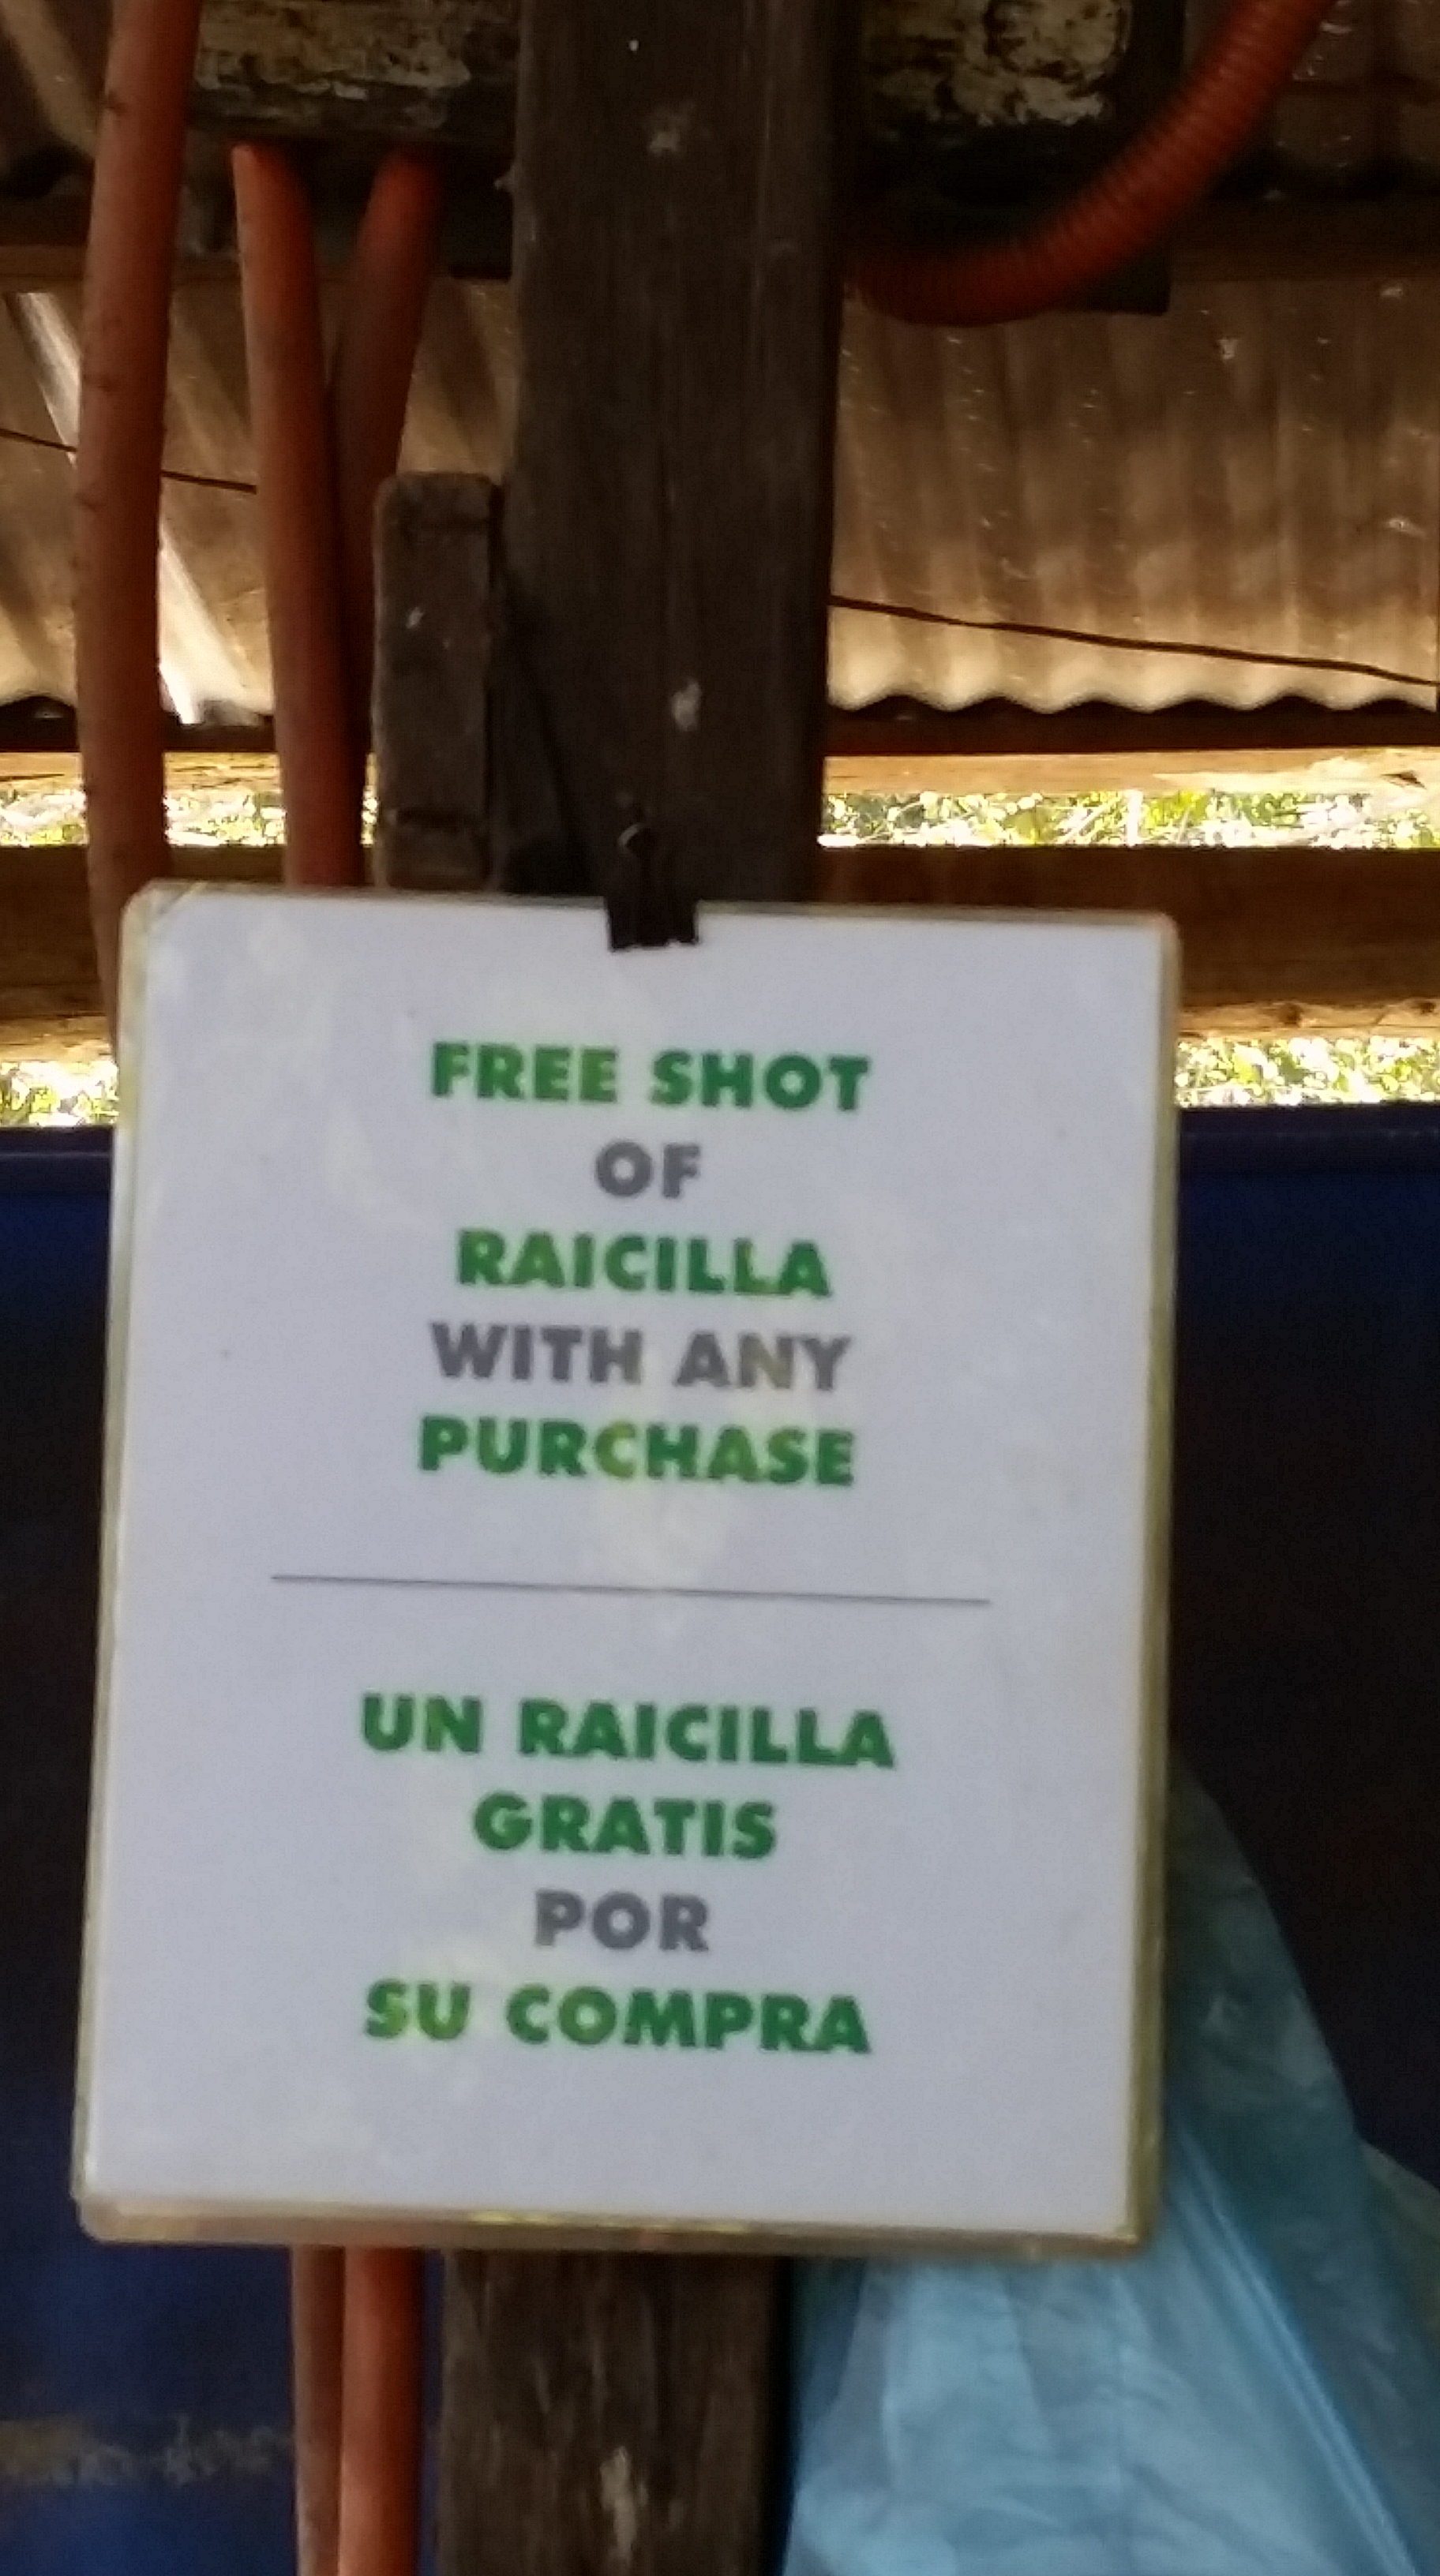 FREE SHOT
OF
RAICILLA
WITH ANY
PURCHASE
UN RAICILLA
GRATIS
POR
SU COMPRA